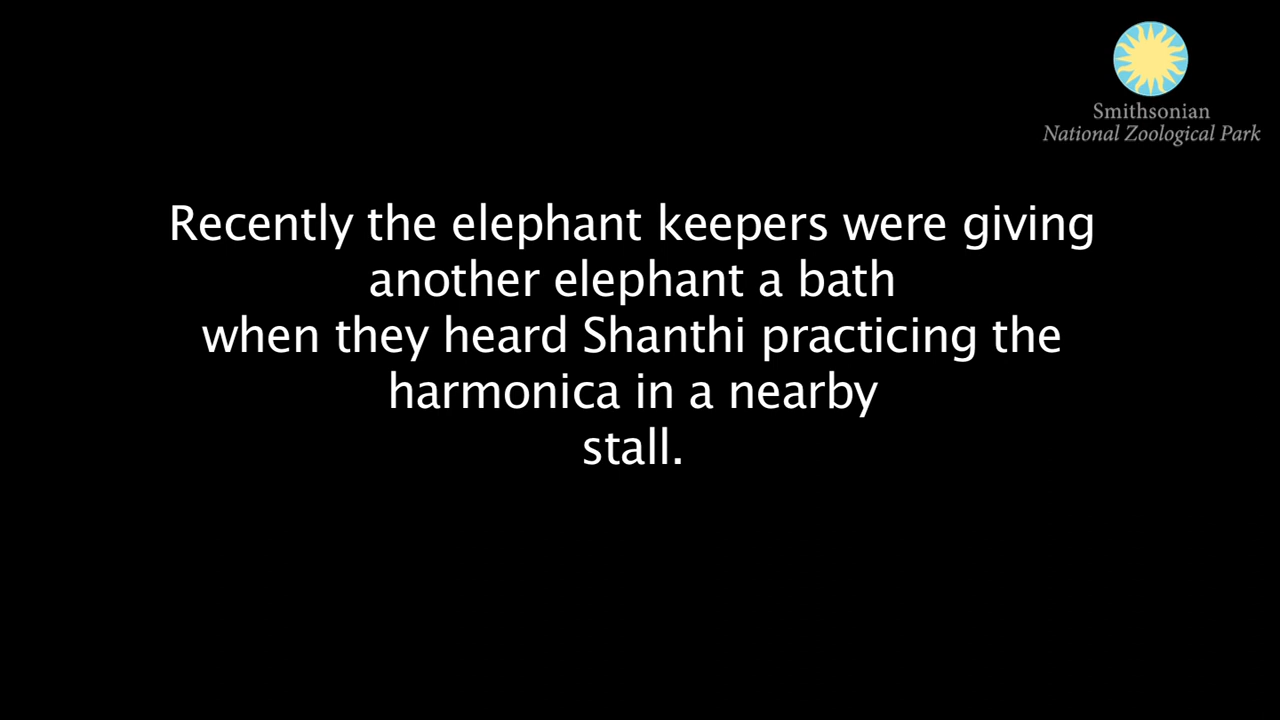 Smithsonian
National Zoological Park
Recently the elephant keepers were giving
another elephant a bath
when they heard Shanthi practicing the
harmonica in a nearby
stall.